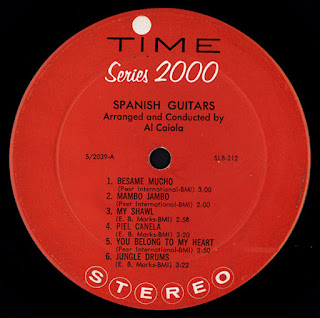 TIME
Series 2000
SPANISH GUITARS
Arranged and Conducted by
Al Caiola
S/2039-A SLS-212
1. BESAME MUCHO
(Peer International-BMI) 3:00
2. MAMBO JAMBO
(Peer International-BMI) 2:00
3. MY SHAWL
(E. B. Marks-BMI) 2:58
4. PIEL CANELA
(E. B. Marks-BMI) 3:20
5. YOU BELONG TO MY HEART
(Peer International-BMI) 2:50
6. JUNGLE DRUMS
(E. B. Marks-BMI) 3:22
STEREO